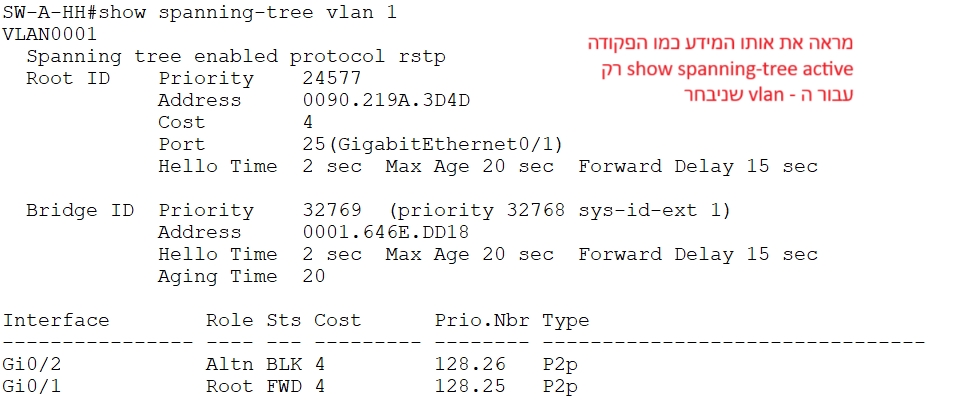 SW-A-HH#show spanning-tree vlan 1
VLAN0001
  Spanning tree enabled protocol rstp
  Root ID    Priority    24577
             Address     0090.219A.3D4D
             Cost        4
             Port        25(GigabitEthernet0/1)
             Hello Time  2 sec  Max Age 20 sec  Forward Delay 15 sec
  Bridge ID  Priority    32769  (priority 32768 sys-id-ext 1)
             Address     0001.646E.DD18
             Hello Time  2 sec  Max Age 20 sec  Forward Delay 15 sec
             Aging Time  20
Interface        Role Sts Cost      Prio.Nbr Type
---------------- ---- --- --------- -------- --------------------------------
Gi0/2            Altn BLK 4         128.26   P2p
Gi0/1            Root FWD 4         128.25   P2p
מראה את אותו המידע כמו הפקודה
show spanning-tree active רק
עבור ה - vlan שניבחר